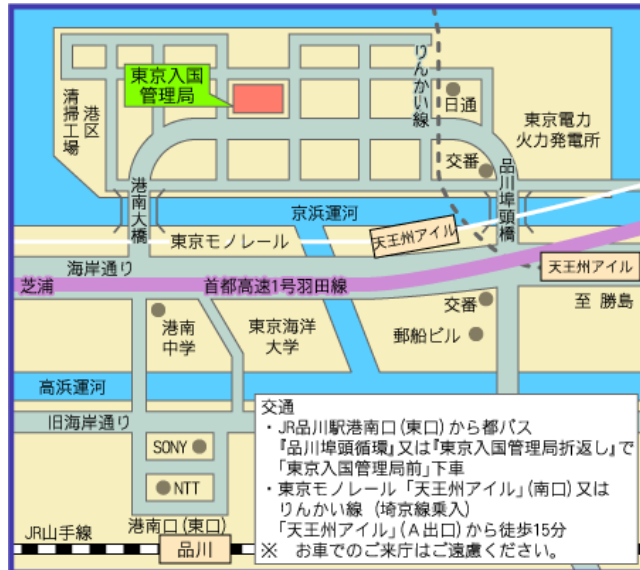 りんかい線
東京入国
管理局
日通
港区
清掃工場
東京電力
火力発電所
交番
港南大橋
品川埠頭橋
京浜運河
東京モノレール
天王州アイル
海岸通り
天王州アイル
芝浦
首都高速1号羽田線
至 勝島
港南
中学
東京海洋
大学
交番
郵船ビル
高浜運河
旧海岸通り
SONY
NTT
港南口(東口)
JR山手線
品川
交通
・JR品川駅港南口(東口)から都バス
『品川埠頭循環』又は『東京入国管理局折返し』で
「東京入国管理局前」下車
・東京モノレール「天王州アイル」(南口)又は
りんかい線 (埼京線乗入)
「天王州アイル」(A出口)から徒歩15分
※ お車でのご来庁はご遠慮ください。